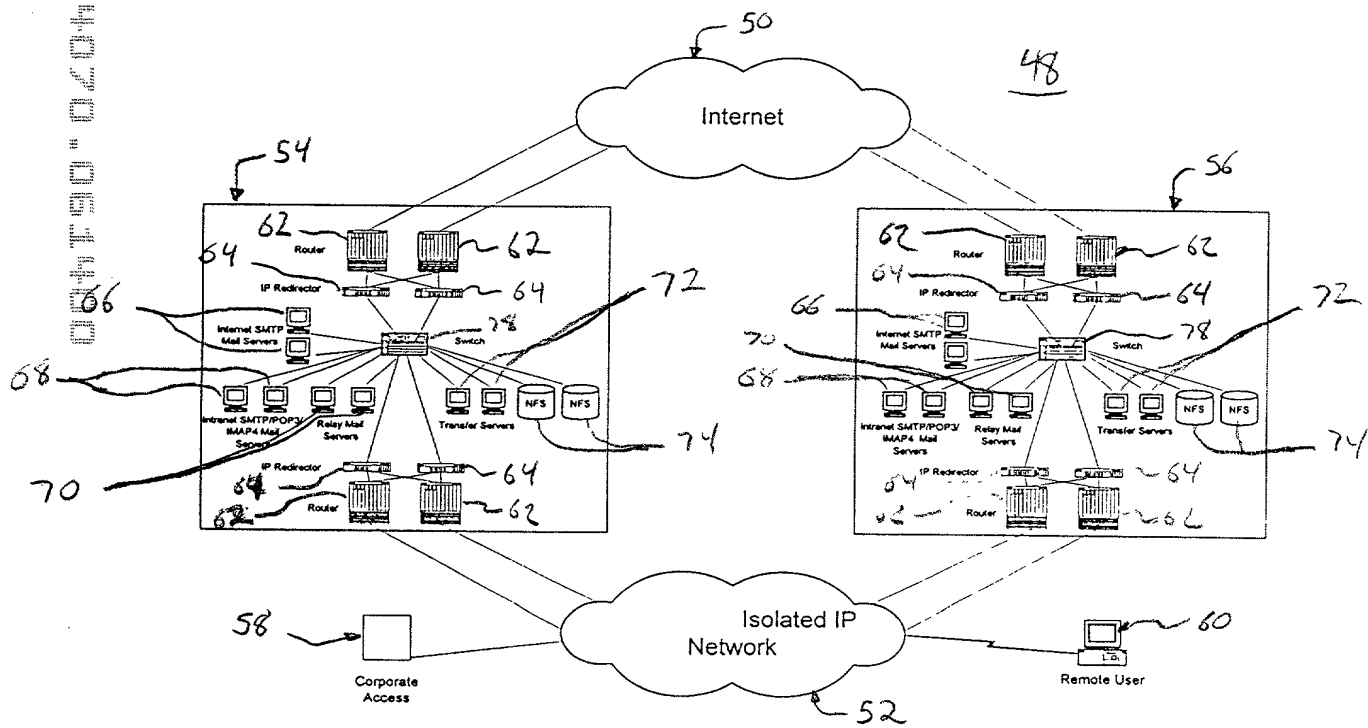 50
48
Internet
54
56
62
62
Router
64
IP Redirector
64
72
66
Internet SMTP
Mail Servers
78
Switch
68
Intranet SMTP/POP3/
IMAP4 Mail
Servers
Relay Mail
Servers
Transfer Servers
NFS
NFS
74
70
IP Redirector
64
64
Router
62
62
62
62
Router
64
IP Redirector
64
72
66
Internet SMTP
Mail Servers
78
Switch
70
68
Intranet SMTP/POP3/
IMAP4 Mail
Servers
Relay Mail
Servers
Transfer Servers
NFS
NFS
74
IP Redirector
64
64
Router
62
62
58
Corporate
Access
Isolated IP
Network
60
Remote User
52